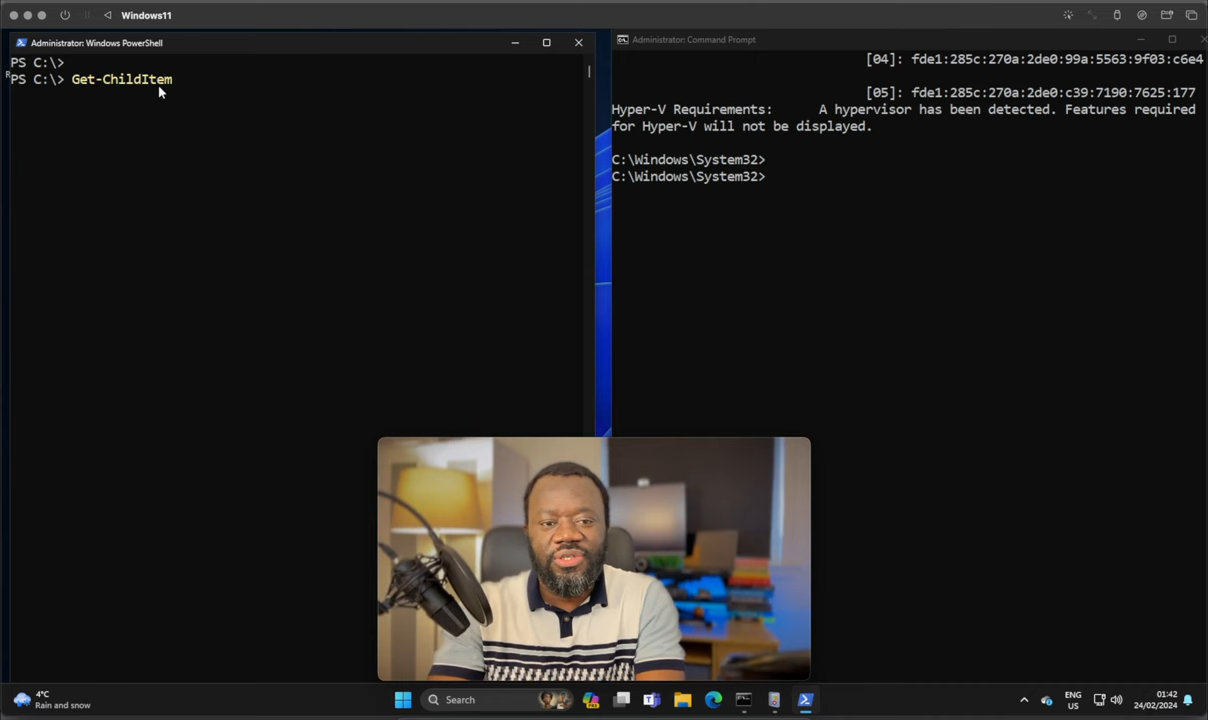 Windows11
Administrator: Windows PowerShell
PS C:\>
PS C:\> Get-ChildItem
Administrator: Command Prompt
[04]: fde1:285c:270a:2de0:99a:5563:9f03:c6e4
[05]: fde1:285c:270a:2de0:c39:7190:7625:177
Hyper-V Requirements:     A hypervisor has been detected. Features required
for Hyper-V will not be displayed.
C:\Windows\System32>
C:\Windows\System32>
4°C
Rain and snow
Search
ENG
US
01:42
24/02/2024